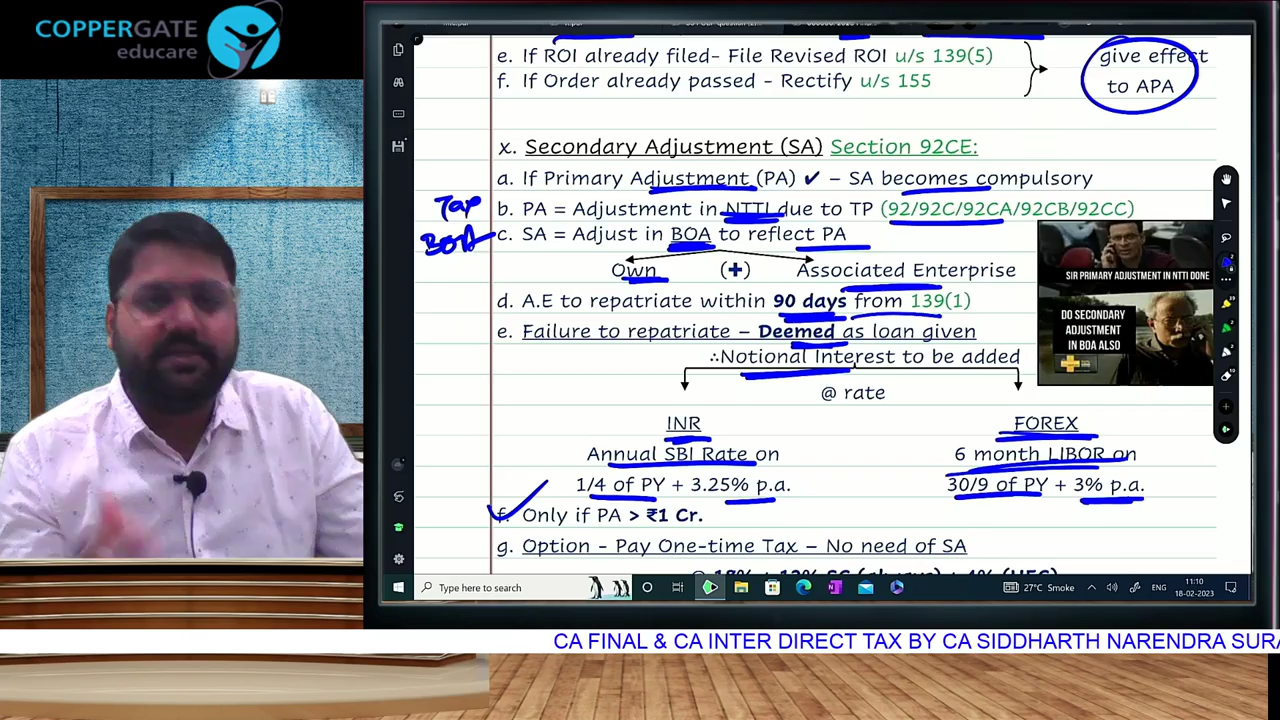 COPPERGATE
educare
e. If ROI already filed- File Revised ROI u/s 139(5)
f. If Order already passed - Rectify u/s 155
give effect
to APA
x. Secondary Adjustment (SA) Section 92CE:
a. If Primary Adjustment (PA) ✔ – SA becomes compulsory
b. PA = Adjustment in NTTI due to TP (92/92C/92CA/92CB/92CC)
c. SA = Adjust in BOA to reflect PA
BOA
Own (+) Associated Enterprise
d. A.E to repatriate within 90 days from 139(1)
e. Failure to repatriate – Deemed as loan given
∴Notional Interest to be added
@ rate
INR FOREX
Annual SBI Rate on 6 month LIBOR on
1/4 of PY + 3.25% p.a. 30/9 of PY + 3% p.a.
f. Only if PA > ₹1 Cr.
g. Option - Pay One-time Tax – No need of SA
SIR PRIMARY ADJUSTMENT IN NTTI DONE
DO SECONDARY
ADJUSTMENT
IN BOA ALSO
Type here to search
27°C Smoke
ENG
11:10
18-02-2023
CA FINAL & CA INTER DIRECT TAX BY CA SIDDHARTH NARENDRA SURA